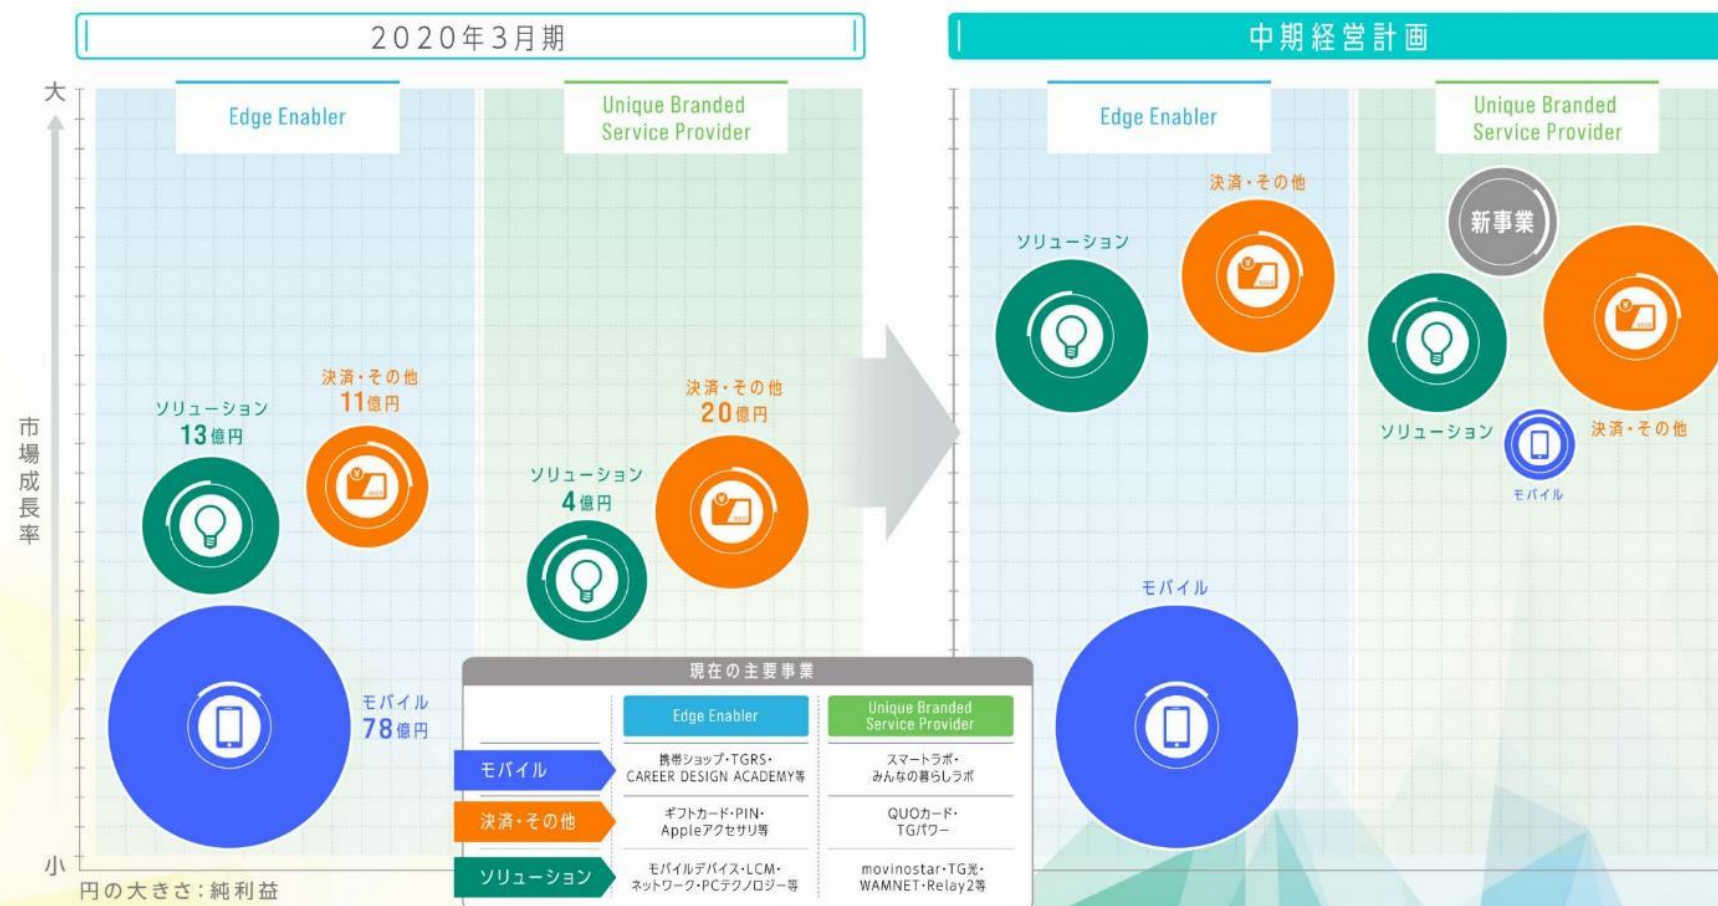 2020年3月期
中期経営計画
大
市場成長率
小
Edge Enabler
Unique Branded
Service Provider
ソリューション
13億円
決済・その他
11億円
モバイル
78億円
ソリューション
4億円
決済・その他
20億円
Edge Enabler
Unique Branded
Service Provider
ソリューション
決済・その他
モバイル
新事業
ソリューション
決済・その他
モバイル
現在の主要事業
Edge Enabler
Unique Branded
Service Provider
モバイル
携帯ショップ・TGRS・
CAREER DESIGN ACADEMY等
スマートラボ・
みんなの暮らしラボ
決済・その他
ギフトカード・PIN・
Appleアクセサリ等
QUOカード・
TGパワー
ソリューション
モバイルデバイス・LCM・
ネットワーク・PCテクノロジー等
movinostar・TG光・
WAMNET・Relay2等
円の大きさ：純利益